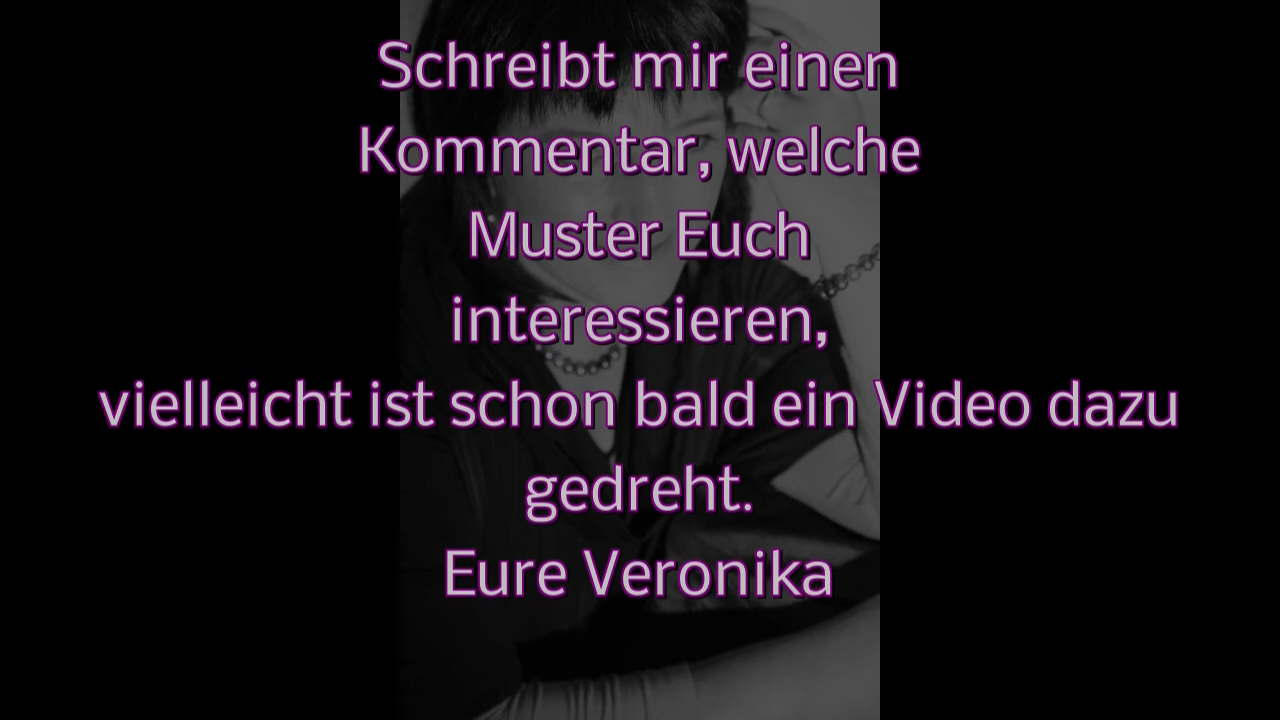 Schreibt mir einen
Kommentar, welche
Muster Euch
interessieren,
vielleicht ist schon bald ein Video dazu
gedreht.
Eure Veronika